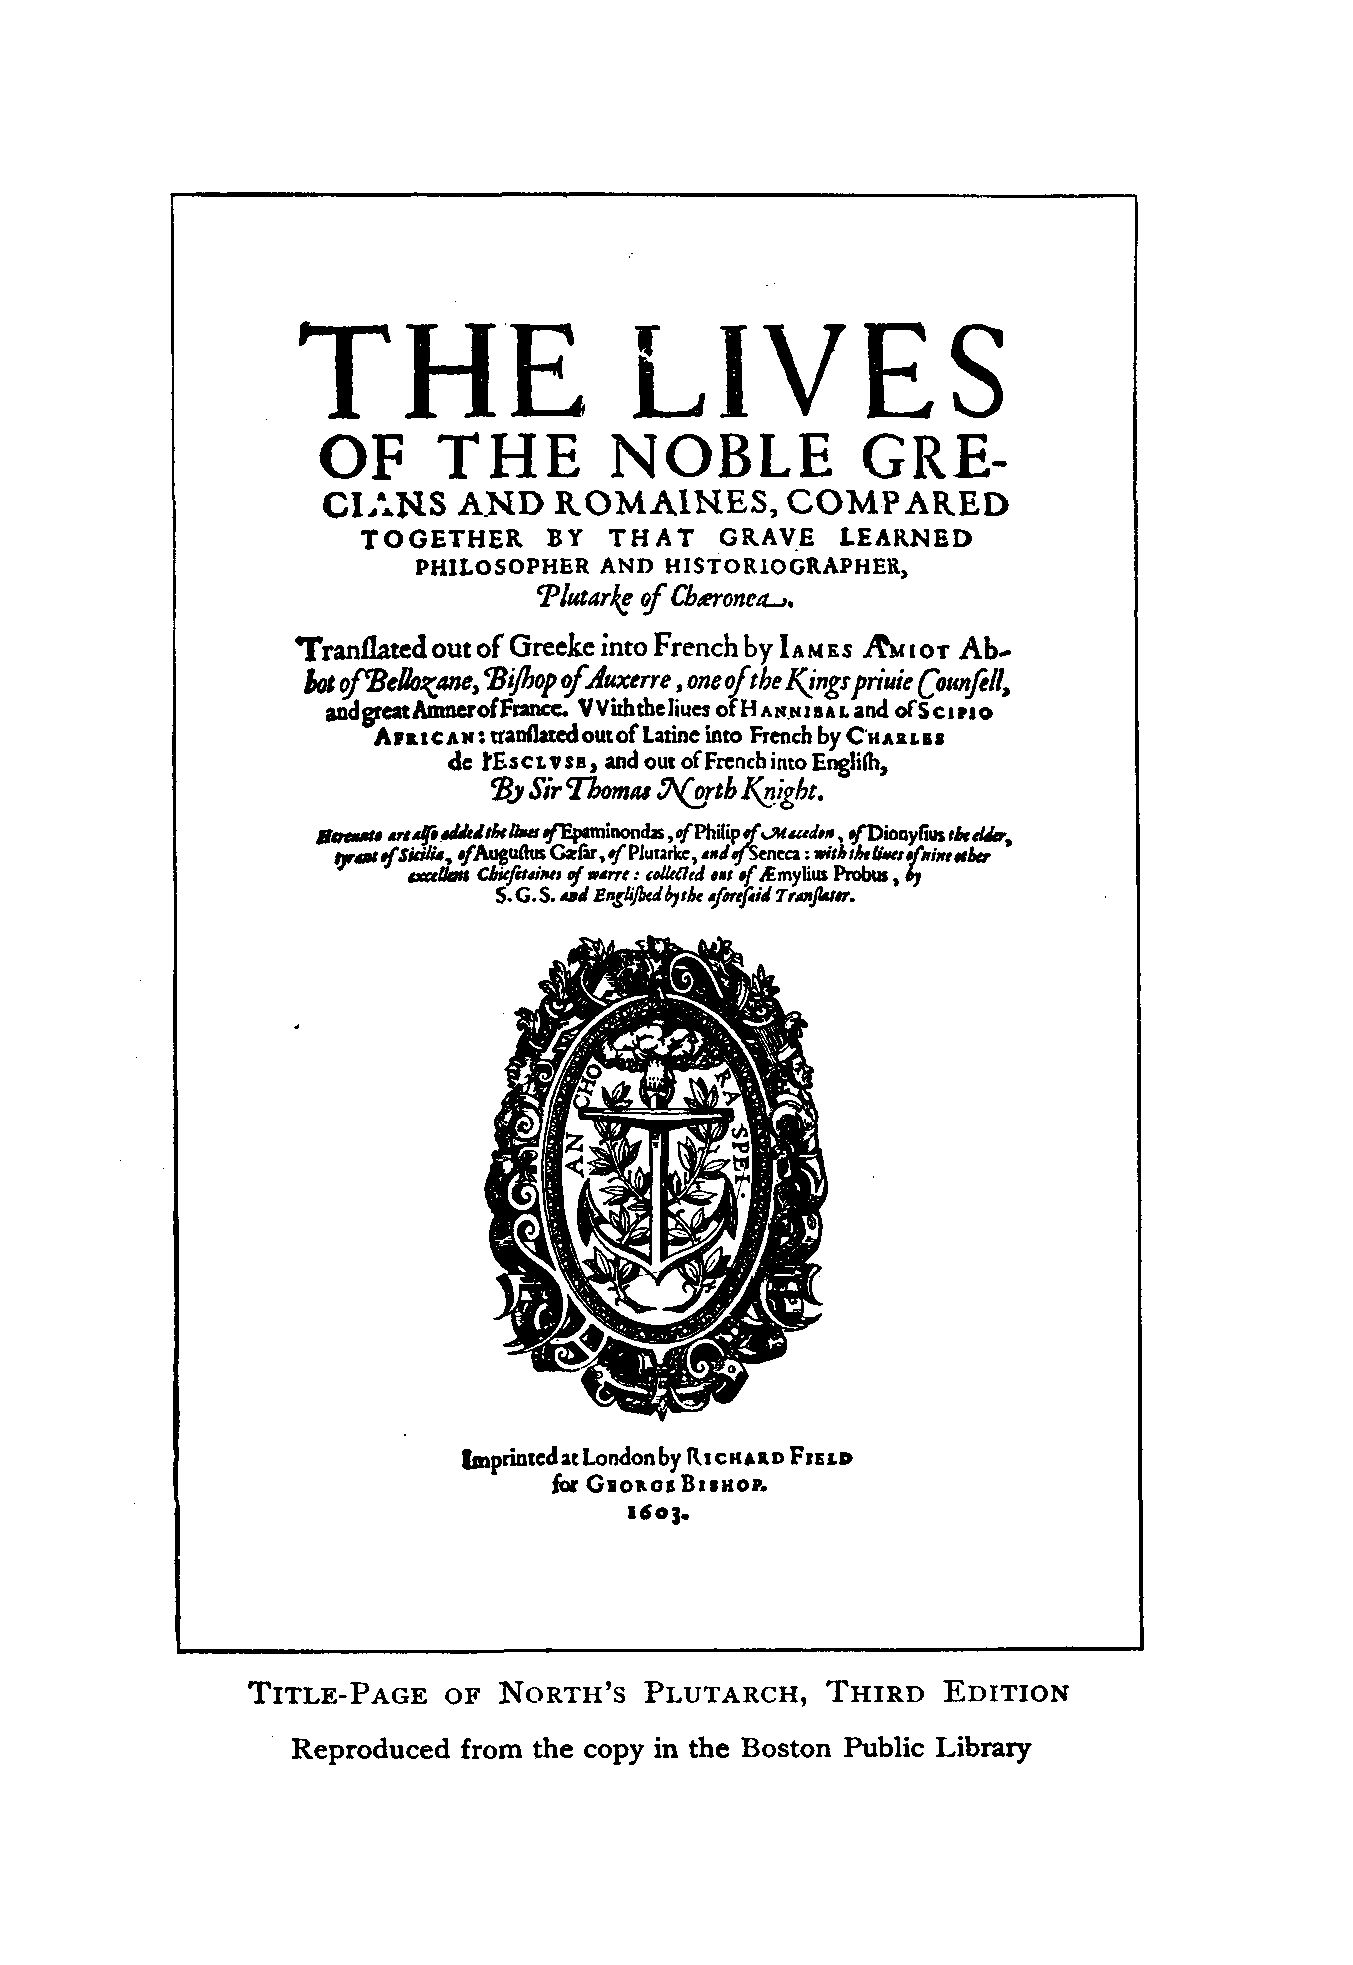 THE LIVES
OF THE NOBLE GRE-
CIANS AND ROMAINES, COMPARED
TOGETHER BY THAT GRAVE LEARNED
PHILOSOPHER AND HISTORIOGRAPHER,
Plutarke of Chæronea.
Tranſlated out of Greeke into French by IAMES AMIOT Ab-
bot of Bellozane, Biſhop of Auxerre, one of the Kings priuie Counſell,
and great Amner of France. VVith the liues of HANNIBAL and of SCIPIO
AFRICAN: tranſlated out of Latine into French by CHARLES
de l'ESCLVSE, and out of French into Engliſh,
By Sir Thomas North Knight.
Hereunto are alſo added the liues of Epaminondas, of Philip of Macedon, of Dionyſius the elder,
tyrant of Sicilia, of Auguſtus Cæſar, of Plutarke, and of Seneca: with the liues of nine other
excellent Chiefetaines of warre: collected out of Æmylius Probus, by
S. G. S. and Engliſhed by the aforeſaid Tranſlator.
ANCHORA SPEI.
Imprinted at London by RICHARD FIELD
for GEORGE BISHOP.
1603.
TITLE-PAGE OF NORTH'S PLUTARCH, THIRD EDITION
Reproduced from the copy in the Boston Public Library